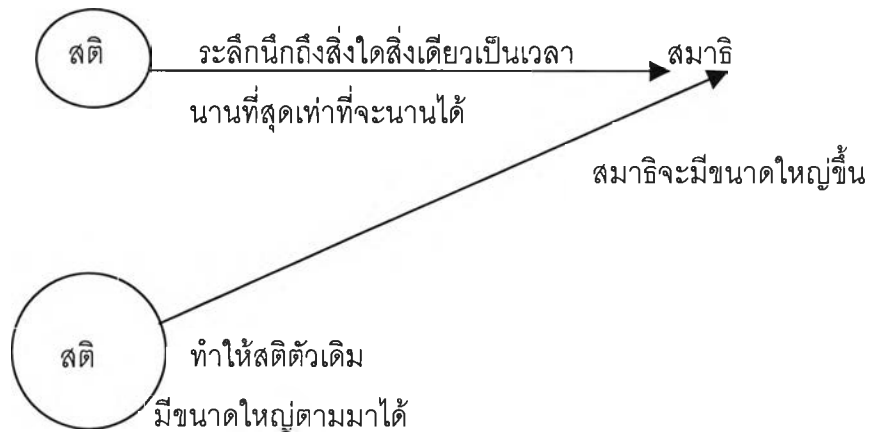 สติ ระลึกนึกถึงสิ่งใดสิ่งเดียวเป็นเวลา สมาธิ
นานที่สุดเท่าที่จะนานได้
สมาธิจะมีขนาดใหญ่ขึ้น
สติ ทำให้สติตัวเดิม
มีขนาดใหญ่ตามมาได้